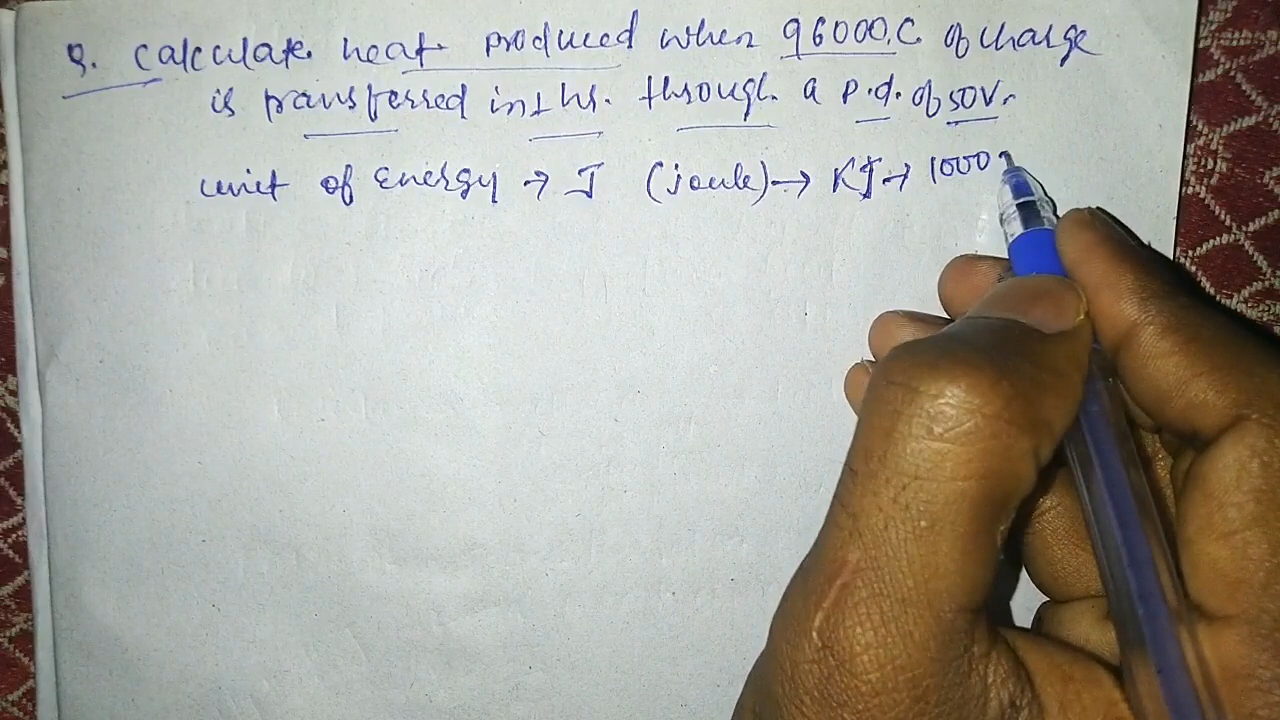 Q. Calculate heat produced when 96000.C of charge
is transferred in 1 hr. through a p.d. of 50V.
unit of energy → J (joule) → KJ → 1000